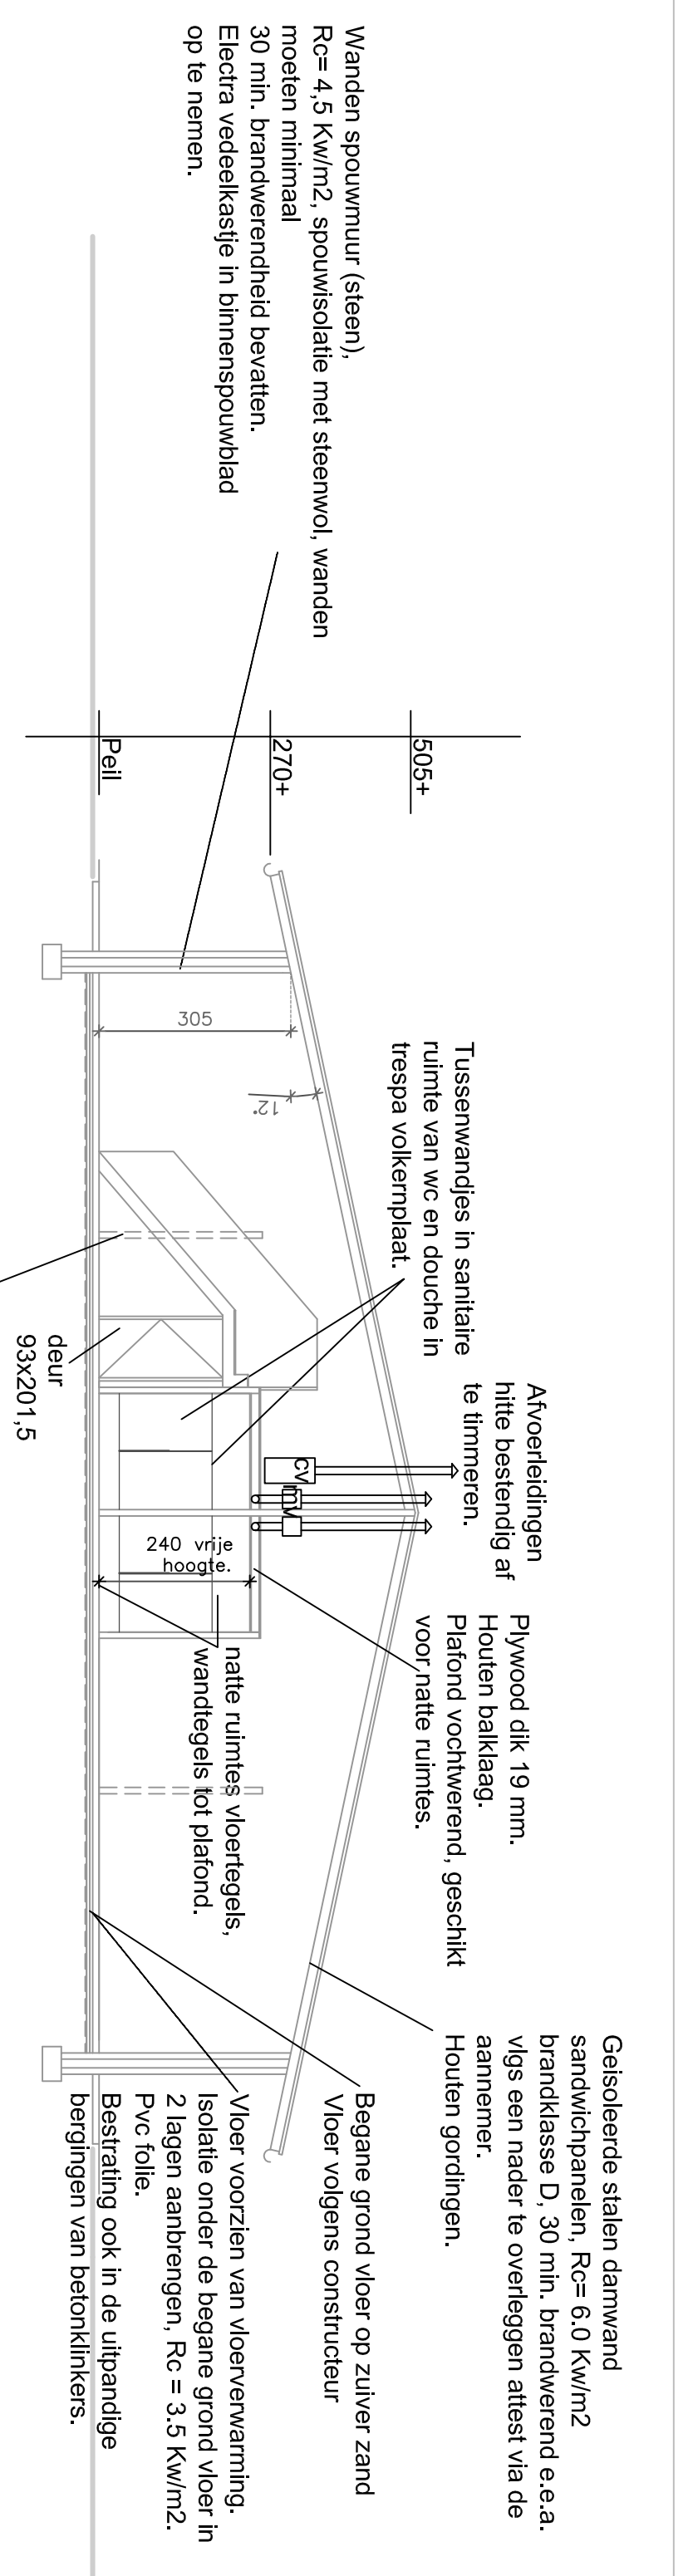 Wanden spouwmuur (steen),
Rc= 4,5 Kw/m2, spouwisolatie met steenwol, wanden
moeten minimaal
30 min. brandwerendheid bevatten.
Electra vedeelkastje in binnenspouwblad
op te nemen.
505+
270+
Peil
305
12°
Tussenwandjes in sanitaire
ruimte van wc en douche in
trespa volkernplaat.
deur
93x201,5
Afvoerleidingen
hitte bestendig af
te timmeren.
cv
mv
240 vrije
hoogte.
Plywood dik 19 mm.
Houten balklaag.
Plafond vochtwerend, geschikt
voor natte ruimtes.
natte ruimtes vloertegels,
wandtegels tot plafond.
Geisoleerde stalen damwand
sandwichpanelen, Rc= 6.0 Kw/m2
brandklasse D, 30 min. brandwerend e.e.a.
vlgs een nader te overleggen attest via de
aannemer.
Houten gordingen.
Begane grond vloer op zuiver zand
Vloer volgens constructeur
Vloer voorzien van vloerverwarming.
Isolatie onder de begane grond vloer in
2 lagen aanbrengen, Rc = 3.5 Kw/m2.
Pvc folie.
Bestrating ook in de uitpandige
bergingen van betonklinkers.